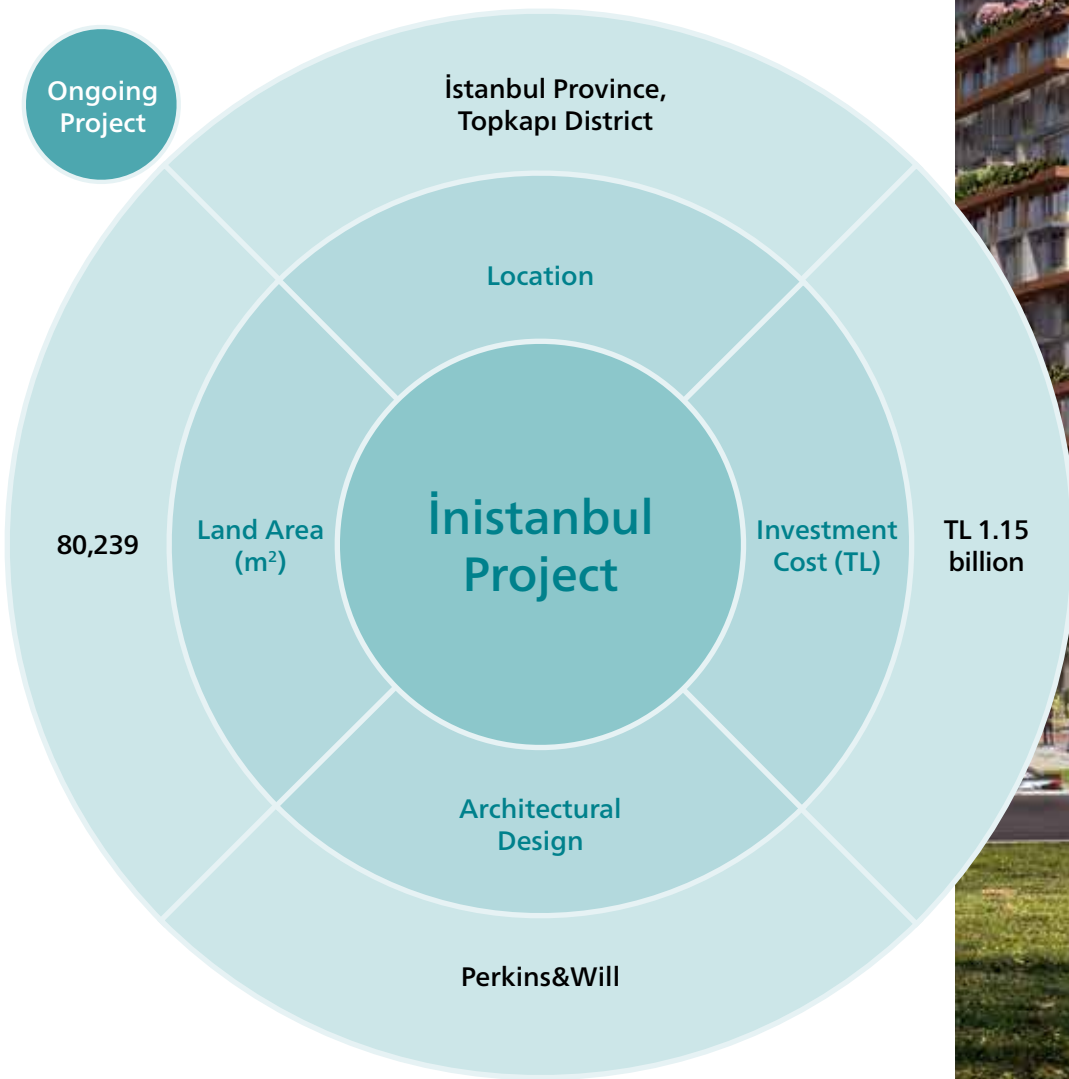 Ongoing
Project
İstanbul Province,
Topkapı District
Location
80,239
Land Area
(m²)
İnistanbul
Project
Investment
Cost (TL)
TL 1.15
billion
Architectural
Design
Perkins&Will